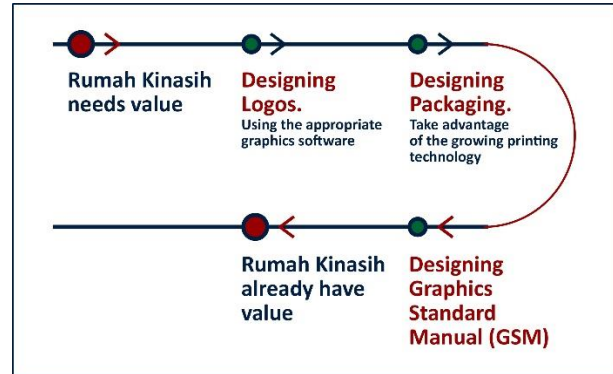 Rumah Kinasih
needs value
Designing
Logos.
Using the appropriate
graphics software
Designing
Packaging.
Take advantage
of the growing printing
technology
Rumah Kinasih
already have
value
Designing
Graphics
Standard
Manual (GSM)